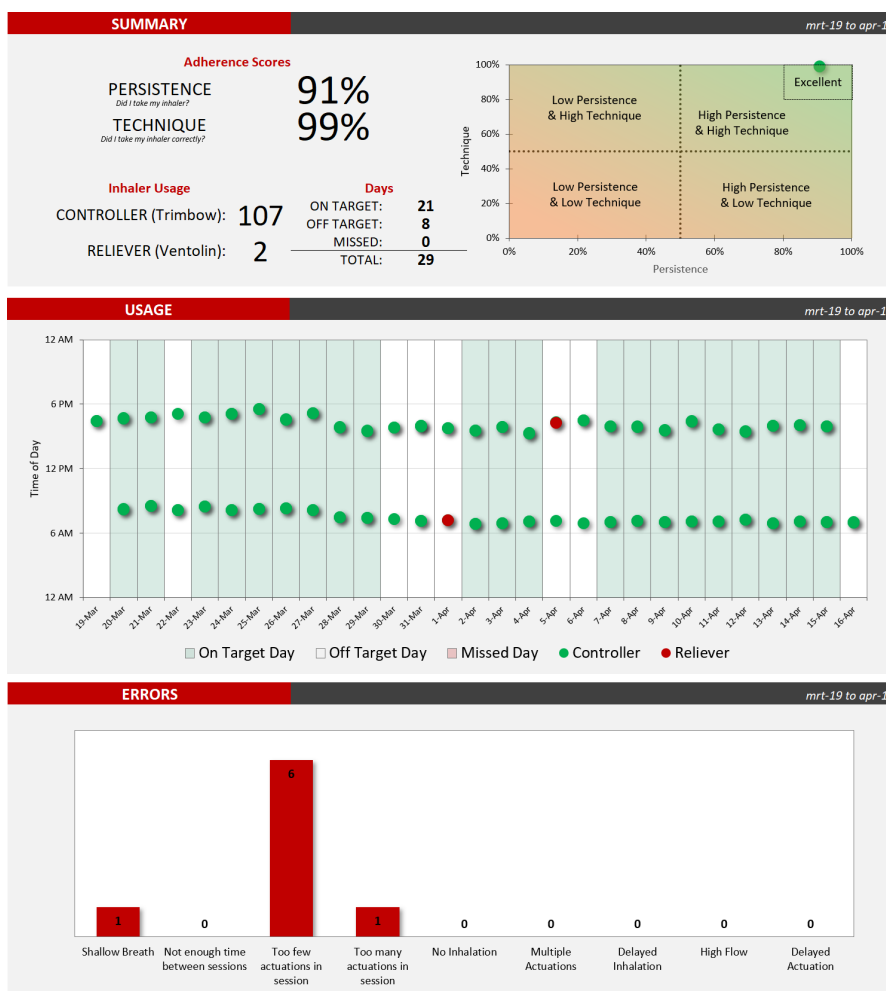 SUMMARY
mrt-19 to apr-1
Adherence Scores
PERSISTENCE
Did I take my inhaler?
91%
TECHNIQUE
Did I take my inhaler correctly?
99%
Inhaler Usage
CONTROLLER (Trimbow): 107
RELIEVER (Ventolin): 2
Days
ON TARGET: 21
OFF TARGET: 8
MISSED: 0
TOTAL: 29
Technique
100%
80%
60%
40%
20%
0%
Low Persistence
& High Technique
Excellent
High Persistence
& High Technique
Low Persistence
& Low Technique
High Persistence
& Low Technique
0% 20% 40% 60% 80% 100%
Persistence
USAGE
mrt-19 to apr-1
Time of Day
12 AM
6 PM
12 PM
6 AM
12 AM
19-Mar 20-Mar 21-Mar 22-Mar 23-Mar 24-Mar 25-Mar 26-Mar 27-Mar 28-Mar 29-Mar 30-Mar 31-Mar 1-Apr 2-Apr 3-Apr 4-Apr 5-Apr 6-Apr 7-Apr 8-Apr 9-Apr 10-Apr 11-Apr 12-Apr 13-Apr 14-Apr 15-Apr 16-Apr
On Target Day Off Target Day Missed Day Controller Reliever
ERRORS
mrt-19 to apr-1
1 0 6 1 0 0 0 0 0
Shallow Breath
Not enough time
between sessions
Too few
actuations in
session
Too many
actuations in
session
No Inhalation
Multiple
Actuations
Delayed
Inhalation
High Flow
Delayed
Actuation